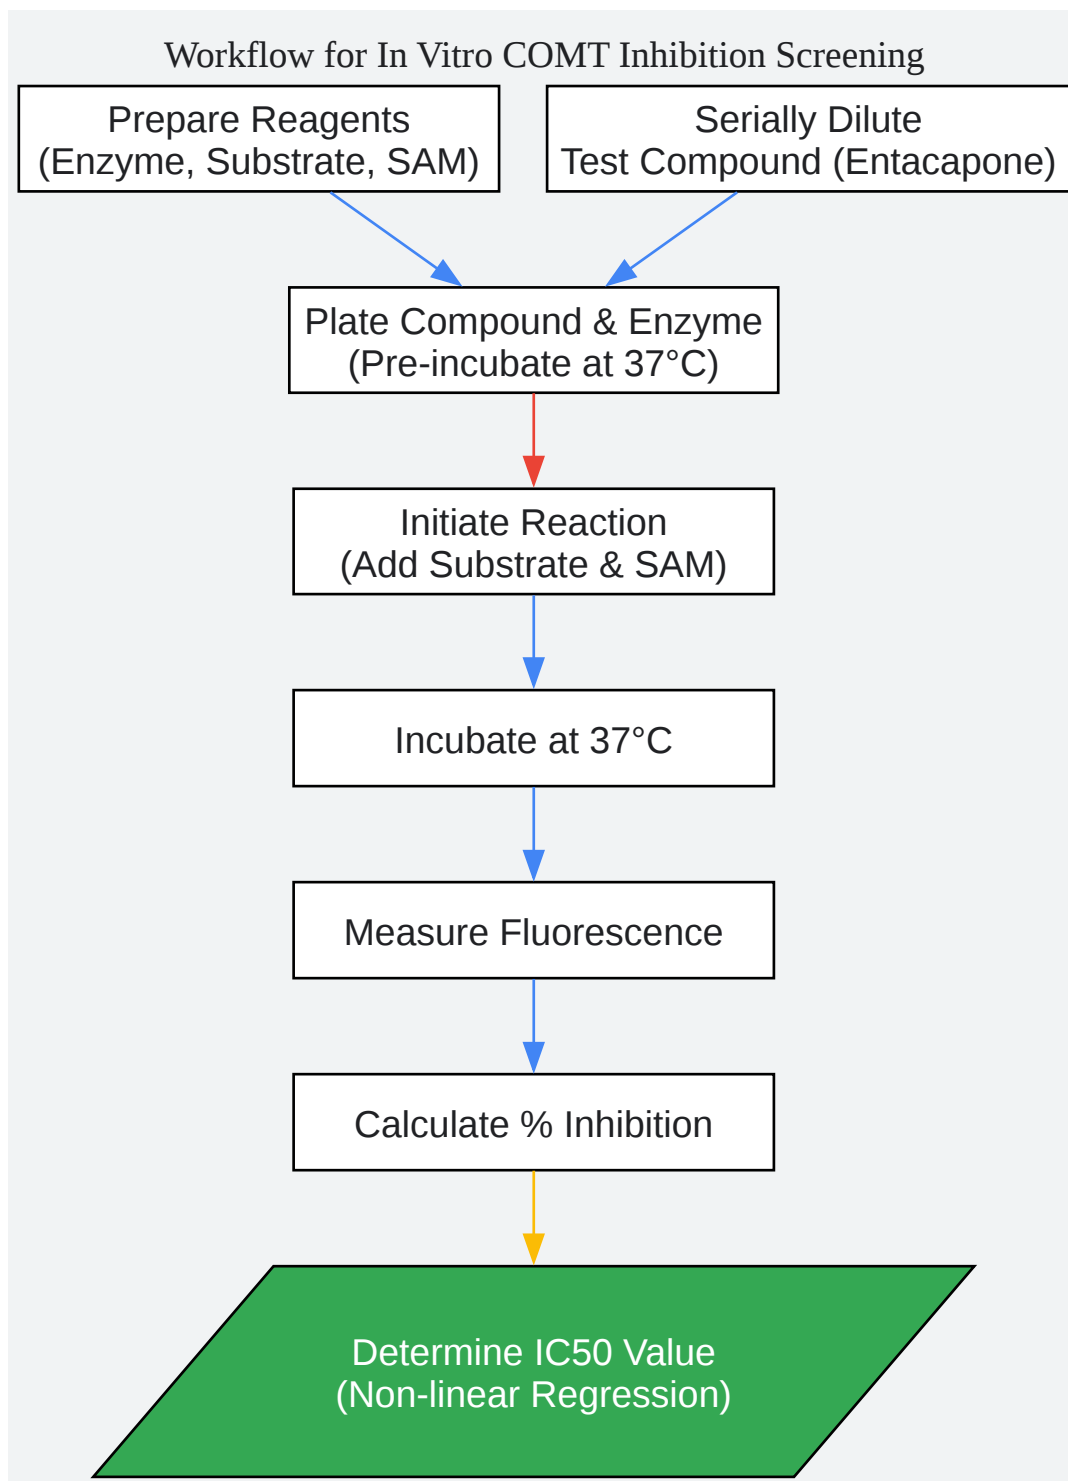 Workflow for In Vitro COMT Inhibition Screening
Prepare Reagents
(Enzyme, Substrate, SAM)
Serially Dilute
Test Compound (Entacapone)
Plate Compound & Enzyme
(Pre-incubate at 37°C)
Initiate Reaction
(Add Substrate & SAM)
Incubate at 37°C
Measure Fluorescence
Calculate % Inhibition
Determine IC50 Value
(Non-linear Regression)